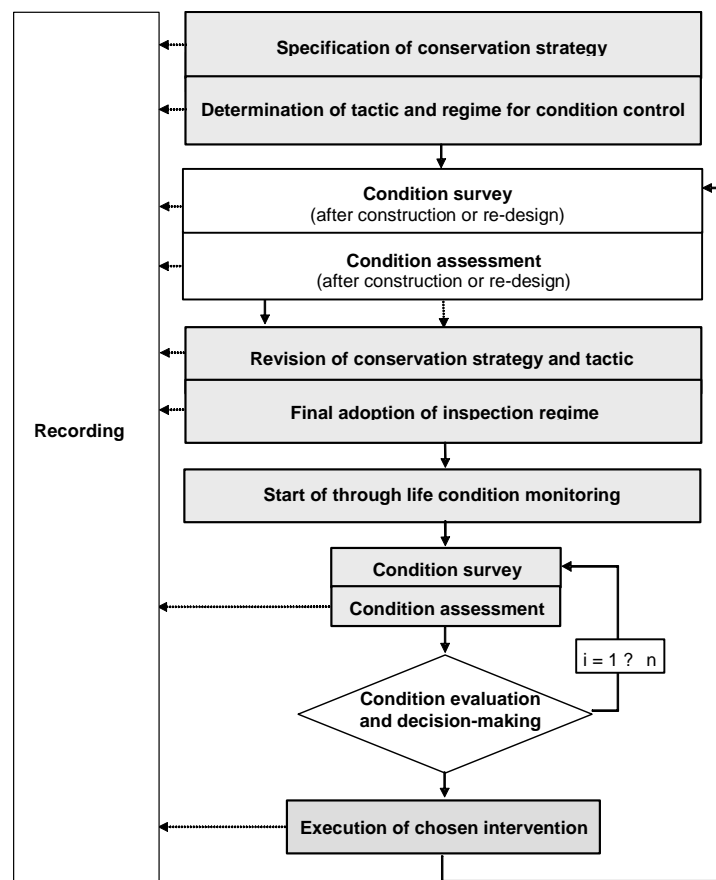 Specification of conservation strategy
Determination of tactic and regime for condition control
Condition survey
(after construction or re-design)
Condition assessment
(after construction or re-design)
Revision of conservation strategy and tactic
Final adoption of inspection regime
Recording
Start of through life condition monitoring
Condition survey
Condition assessment
i = 1 ? n
Condition evaluation
and decision-making
Execution of chosen intervention